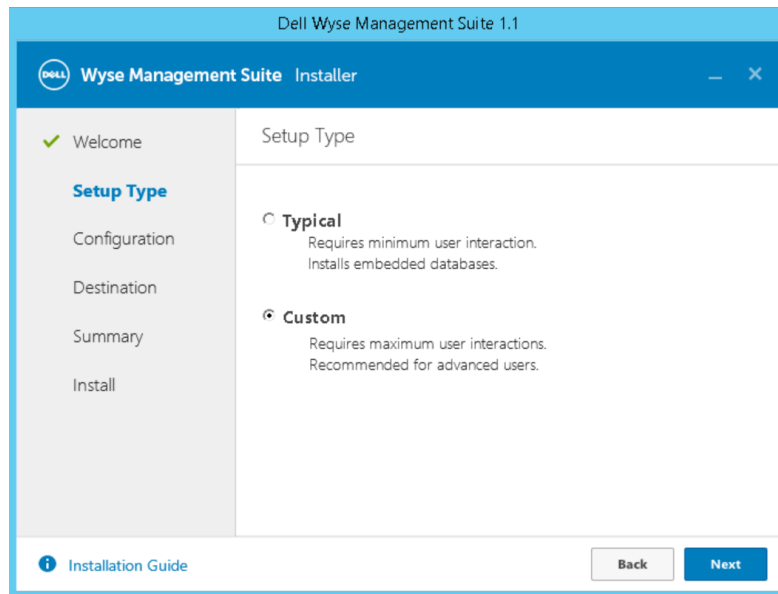 Dell Wyse Management Suite 1.1
DELL Wyse Management Suite Installer
Welcome
Setup Type
Configuration
Destination
Summary
Install
Setup Type
Typical
Requires minimum user interaction.
Installs embedded databases.
Custom
Requires maximum user interactions.
Recommended for advanced users.
Installation Guide
Back
Next